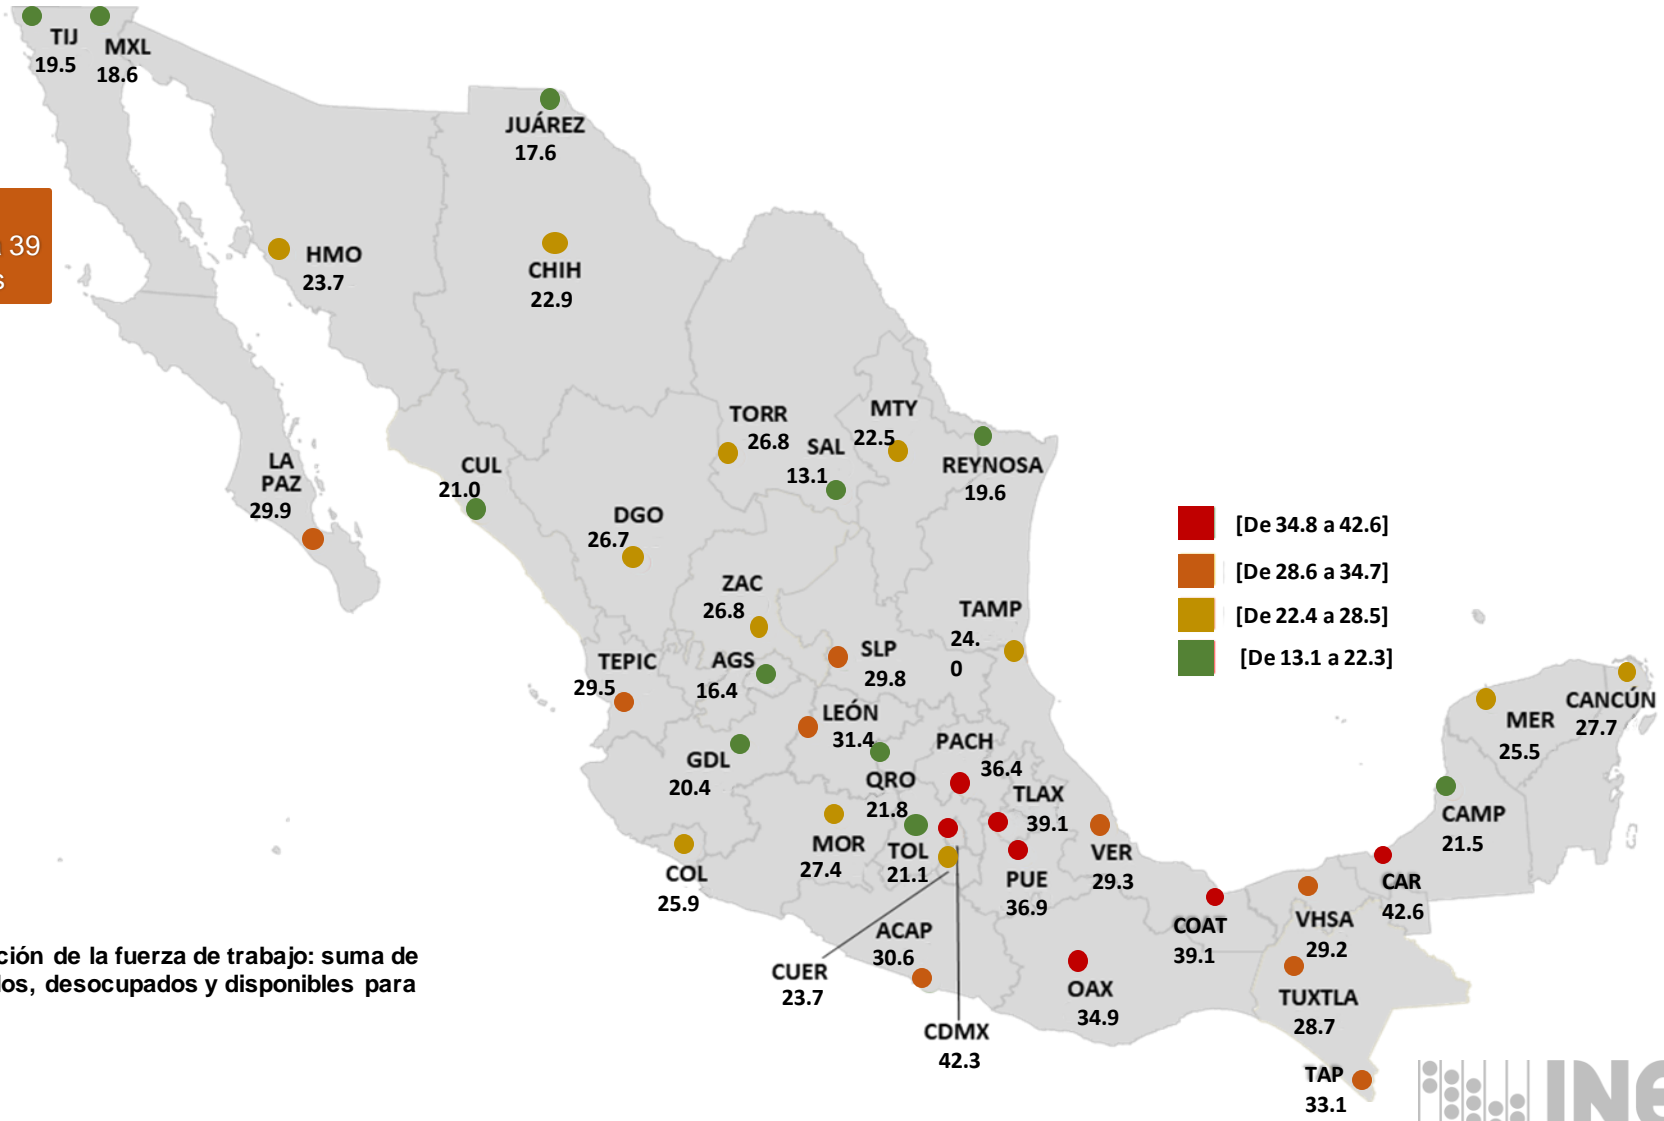 TIJ
19.5
MXL
18.6
JUÁREZ
17.6
39
HMO
23.7
CHIH
22.9
TORR
26.8
SAL
13.1
MTY
22.5
REYNOSA
19.6
LA
PAZ
29.9
CUL
21.0
DGO
26.7
[De 34.8 a 42.6]
[De 28.6 a 34.7]
[De 22.4 a 28.5]
[De 13.1 a 22.3]
ZAC
26.8
TAMP
24.
0
TEPIC
29.5
AGS
16.4
SLP
29.8
LEÓN
31.4
PACH
36.4
MER
25.5
CANCÚN
27.7
GDL
20.4
QRO
21.8
TLAX
39.1
CAMP
21.5
MOR
27.4
TOL
21.1
VER
29.3
COL
25.9
PUE
36.9
CAR
42.6
COAT
39.1
VHSA
29.2
ACAP
30.6
ción de la fuerza de trabajo: suma de
los, desocupados y disponibles para
CUER
23.7
OAX
34.9
TUXTLA
28.7
CDMX
42.3
TAP
33.1
INE